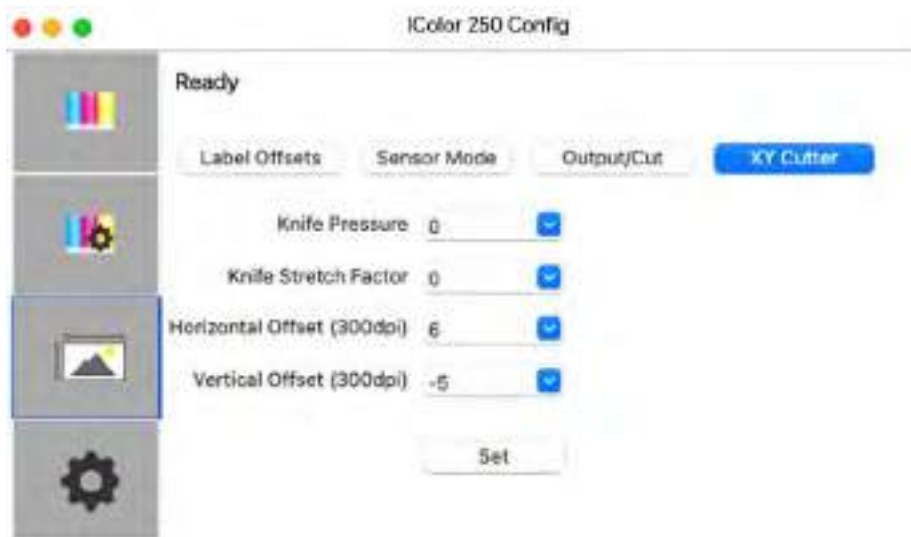 IColor 250 Config
Ready
Label Offsets Sensor Mode Output/Cut XY Cutter
Knife Pressure 0
Knife Stretch Factor 0
Horizontal Offset (300dpi) 6
Vertical Offset (300dpi) -5
Set